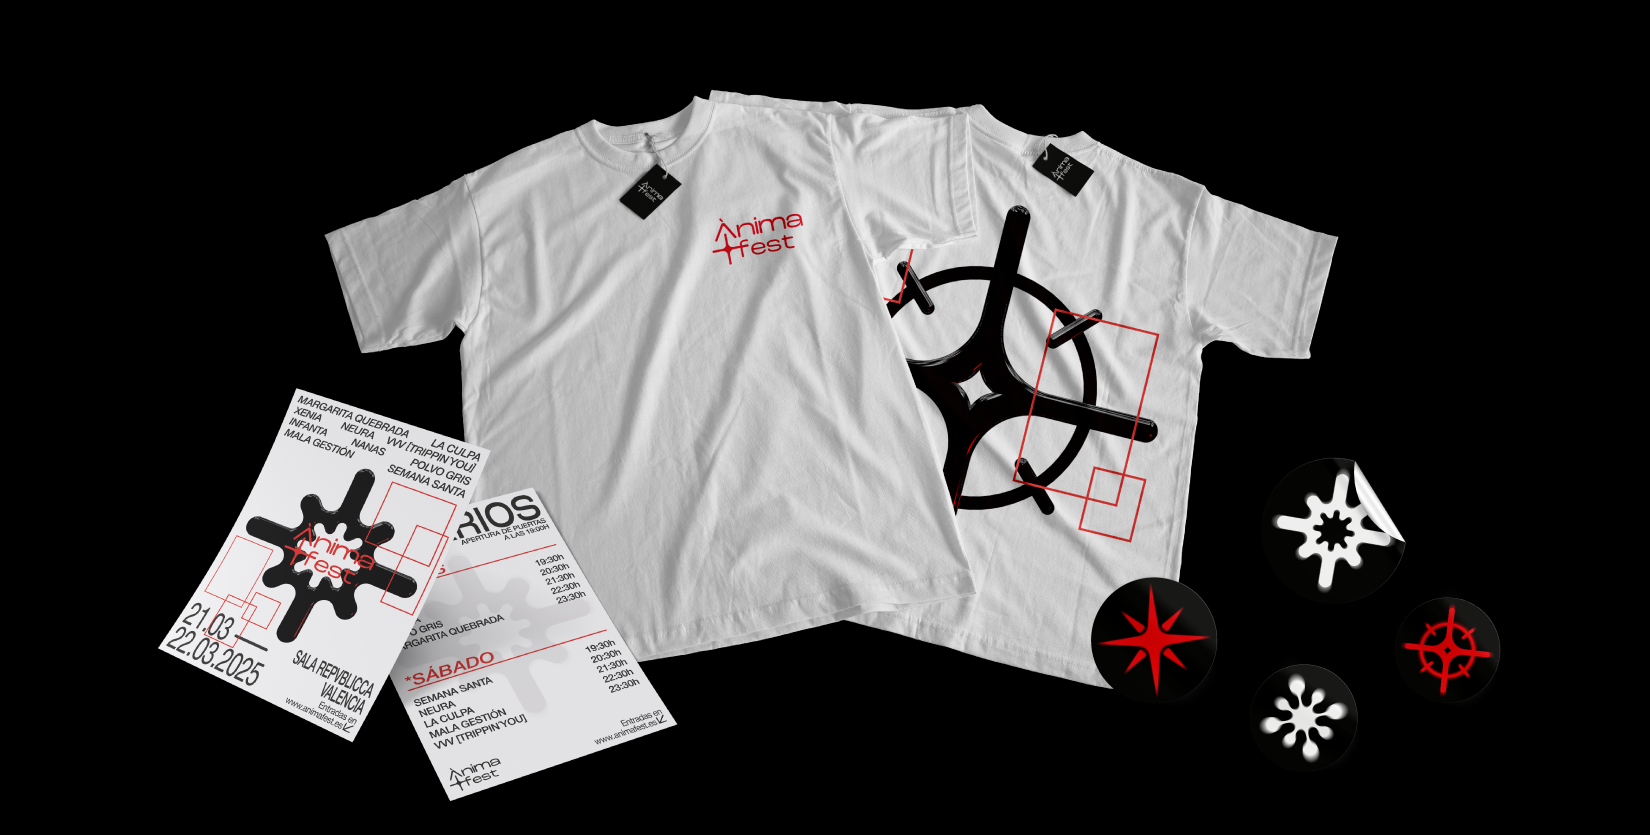 Ànima
fest
Ànima
fest
Ànima
fest
MARGARITA QUEBRADA
XENIA NEURA LA CULPA
INFANTA NANAS VVV [TRIPPIN'YOU]
MALA GESTIÓN POLVO GRIS
SEMANA SANTA
Ànima
fest
21.03
22.03.2025
SALA REPVBLICCA
VALENCIA
Entradas en
www.animafest.es
RIOS
APERTURA DE PUERTAS
A LAS 19:00H
S
19:30h
20:30h
21:30h
22:30h
23:30h
GRIS
MARGARITA QUEBRADA
*SÁBADO
SEMANA SANTA 19:30h
NEURA 20:30h
LA CULPA 21:30h
MALA GESTIÓN 22:30h
VVV [TRIPPIN'YOU] 23:30h
Entradas en
www.animafest.es
Ànima
fest